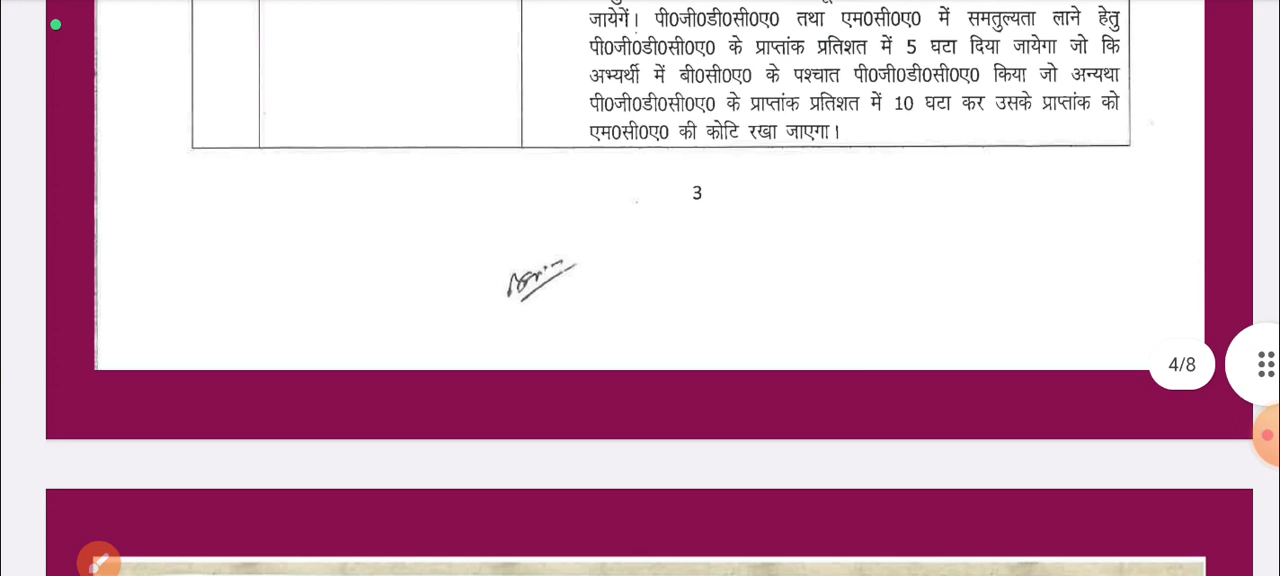 जायेगें। पी0जी0डी0सी0ए0 तथा एम0सी0ए0 में समतुल्यता लाने हेतु
पी0जी0डी0सी0ए0 के प्राप्तांक प्रतिशत में 5 घटा दिया जायेगा जो कि
अभ्यर्थी में बी0सी0ए0 के पश्चात पी0जी0डी0सी0ए0 किया जो अन्यथा
पी0जी0डी0सी0ए0 के प्राप्तांक प्रतिशत में 10 घटा कर उसके प्राप्तांक को
एम0सी0ए0 की कोटि रखा जाएगा।
3
4/8